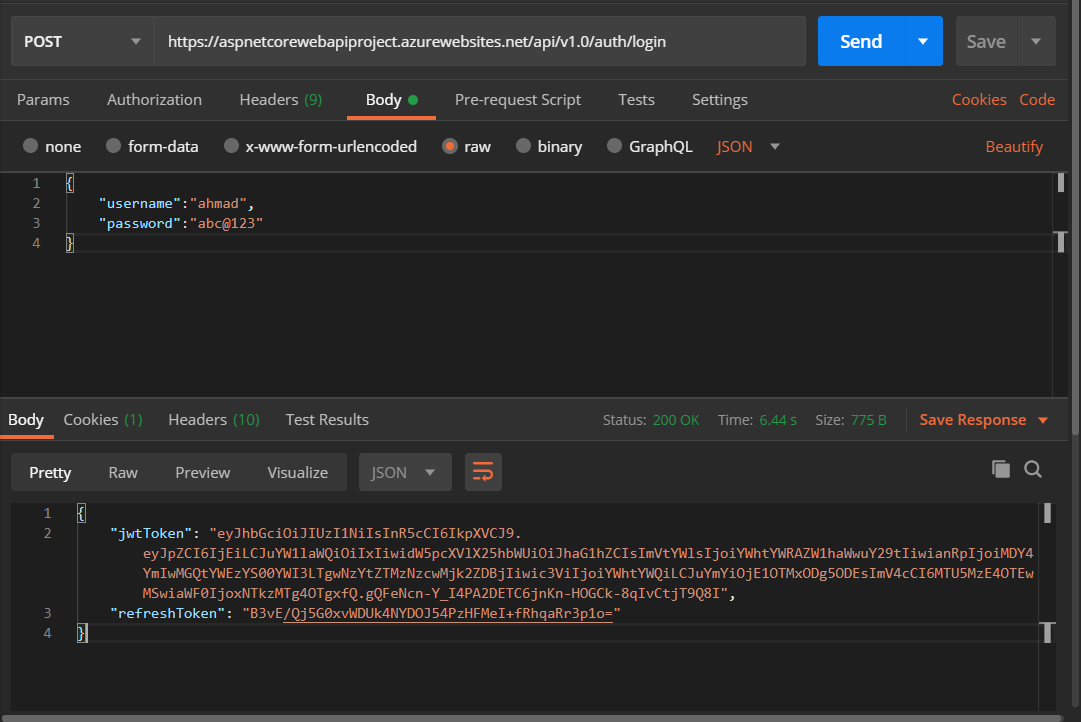 POST https://aspnetcorewebapiproject.azurewebsites.net/api/v1.0/auth/login Send Save
Params Authorization Headers (9) Body Pre-request Script Tests Settings Cookies Code
none form-data x-www-form-urlencoded raw binary GraphQL JSON Beautify
1 {
2 "username":"ahmad",
3 "password":"abc@123"
4 }
Body Cookies (1) Headers (10) Test Results Status: 200 OK Time: 6.44 s Size: 775 B Save Response
Pretty Raw Preview Visualize JSON
1 {
2 "jwtToken": "eyJhbGciOiJIUzI1NiIsInR5cCI6IkpXVCJ9.
eyJpZCI6IjEiLCJuYW1laWQiOiIxIiwidW5pcXVlX25hbWUiOiJhaG1hZCIsImVtYWlsIjoiYWhtYWRAZW1haWwuY29tIiwianRpIjoiMDY4
YmIwMGQtYWEzYS00YWI3LTgwNzYtZTMzNzcwMjk2ZDBjIiwic3ViIjoiYWhtYWQiLCJuYmYiOjE1OTMxODg5ODEsImV4cCI6MTU5MzE4OTEw
MSwiaWF0IjoxNTkzMTg4OTgxfQ.gQFeNcn-Y_I4PA2DETC6jnKn-HOGCk-8qIvCtjT9Q8I",
3 "refreshToken": "B3vE/Qj5G0xvWDUk4NYDOJ54PzHFMeI+fRhqaRr3p1o="
4 }